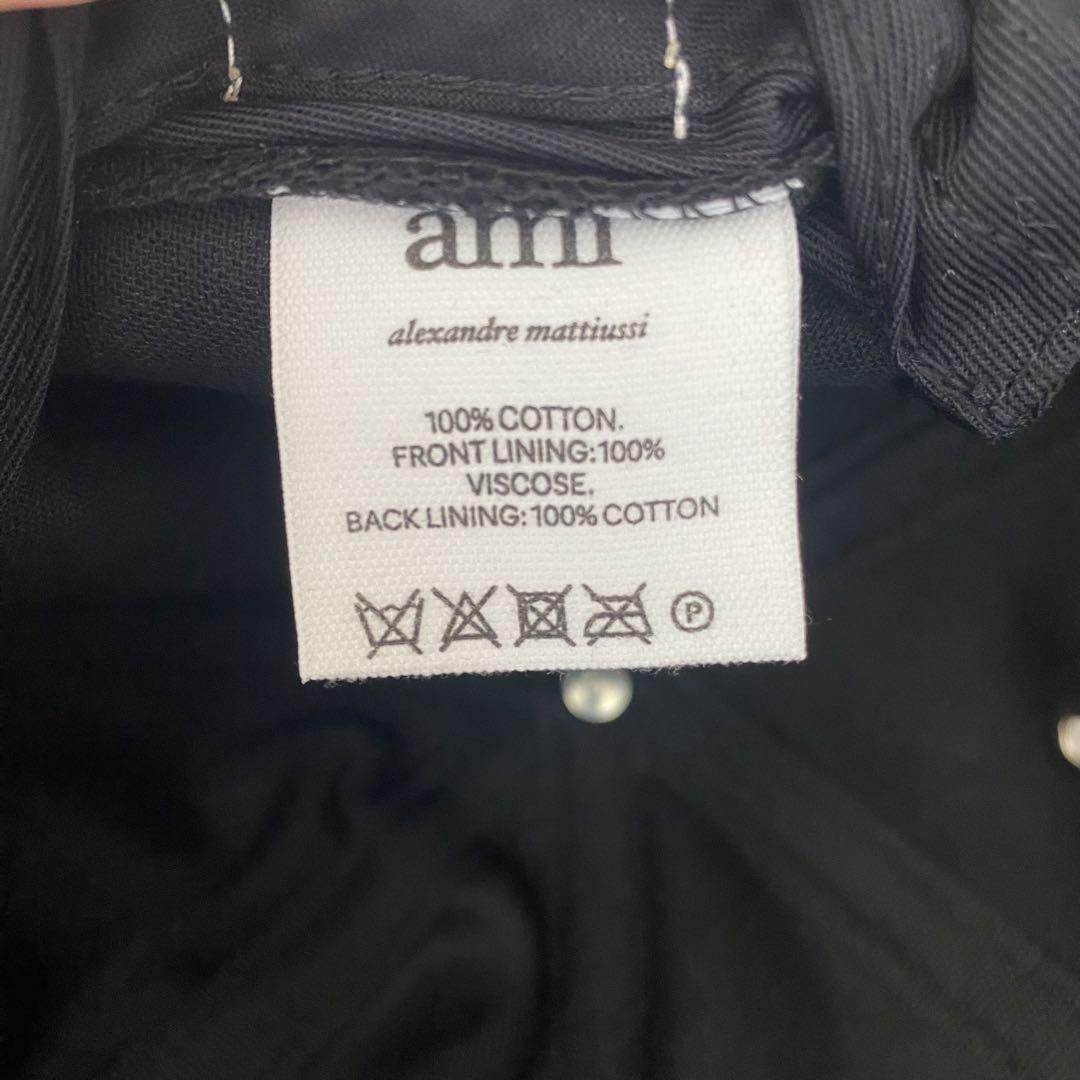 ami
alexandre mattiussi
100% COTTON.
FRONT LINING:100%
VISCOSE.
BACK LINING:100% COTTON
P